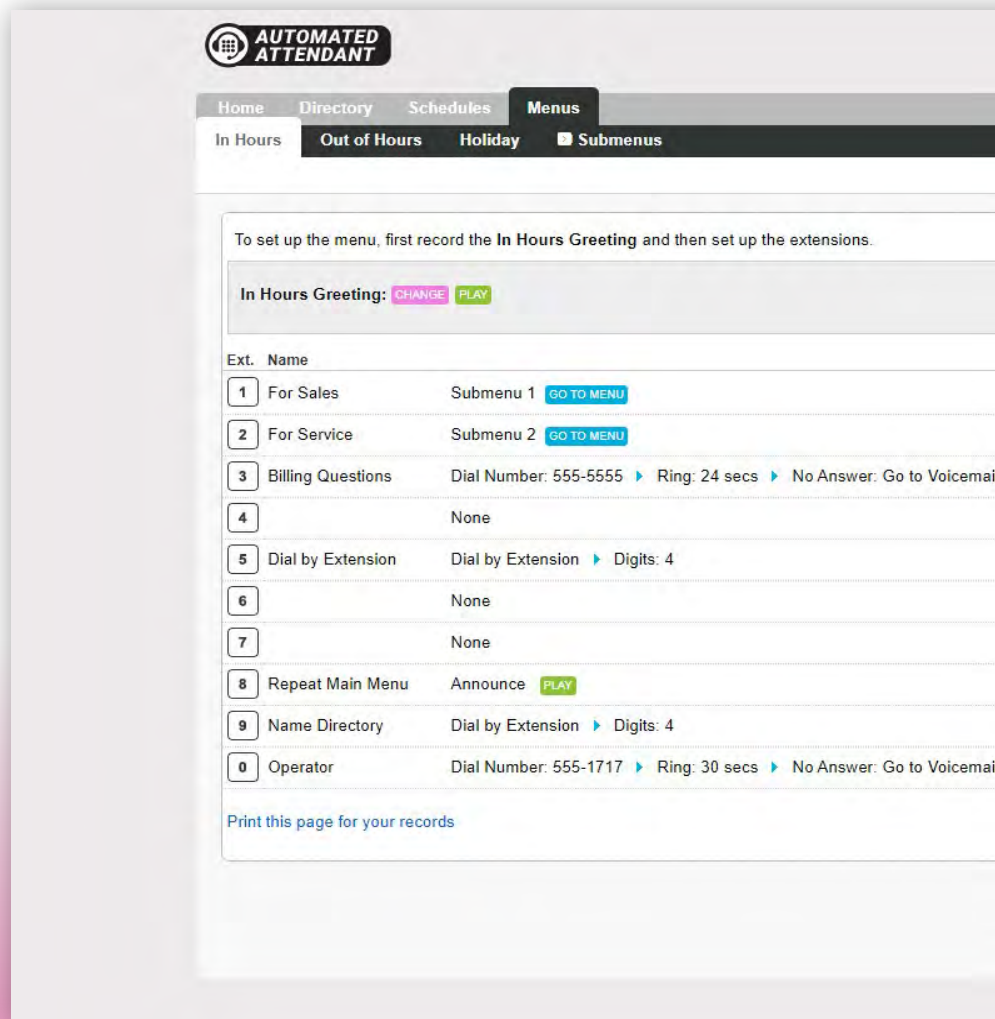 AUTOMATED
ATTENDANT
Home Directory Schedules Menus
In Hours Out of Hours Holiday Submenus
To set up the menu, first record the In Hours Greeting and then set up the extensions.
In Hours Greeting: CHANGE PLAY
Ext. Name
1 For Sales Submenu 1 GO TO MENU
2 For Service Submenu 2 GO TO MENU
3 Billing Questions Dial Number: 555-5555 Ring: 24 secs No Answer: Go to Voicemai
4 None
5 Dial by Extension Dial by Extension Digits: 4
6 None
7 None
8 Repeat Main Menu Announce PLAY
9 Name Directory Dial by Extension Digits: 4
0 Operator Dial Number: 555-1717 Ring: 30 secs No Answer: Go to Voicemai
Print this page for your records